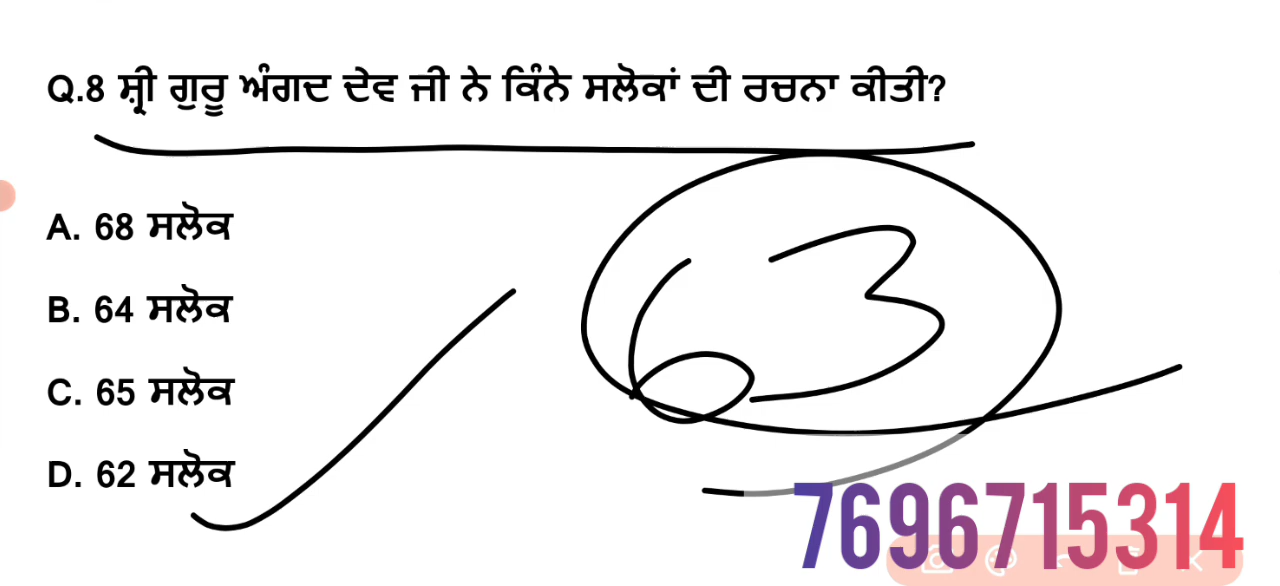 Q.8 ਸ਼੍ਰੀ ਗੁਰੂ ਅੰਗਦ ਦੇਵ ਜੀ ਨੇ ਕਿੰਨੇ ਸਲੋਕਾਂ ਦੀ ਰਚਨਾ ਕੀਤੀ?
63
A. 68 ਸਲੋਕ
B. 64 ਸਲੋਕ
C. 65 ਸਲੋਕ
D. 62 ਸਲੋਕ
7696715314